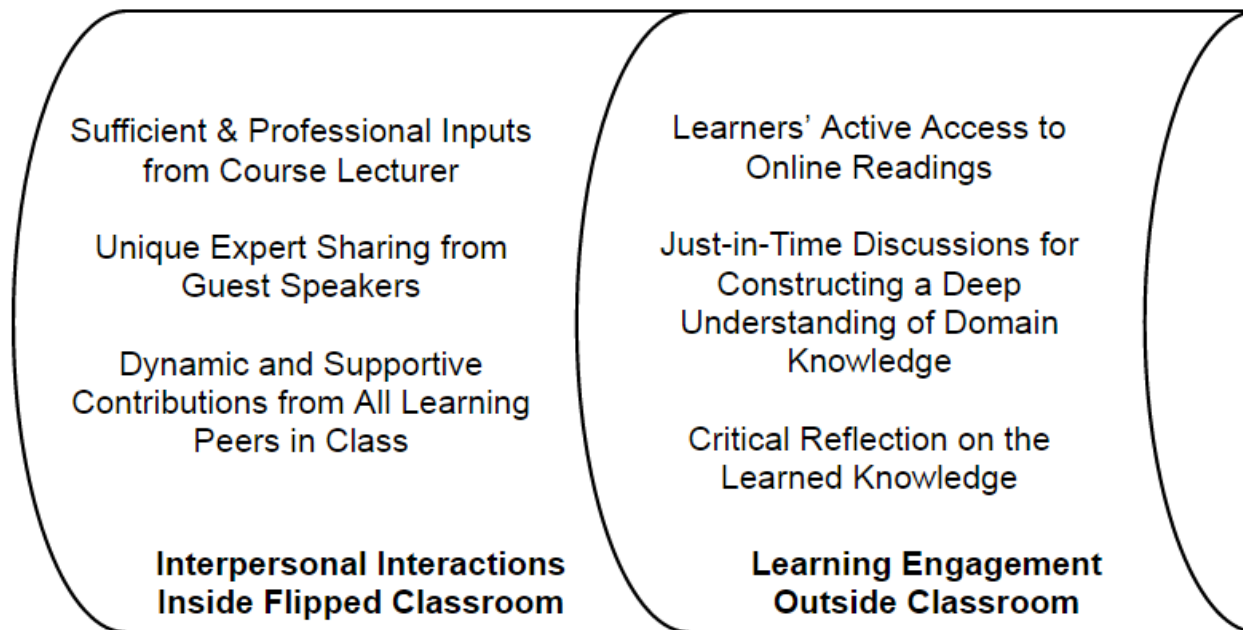 Sufficient & Professional Inputs
from Course Lecturer
Unique Expert Sharing from
Guest Speakers
Dynamic and Supportive
Contributions from All Learning
Peers in Class
Interpersonal Interactions
Inside Flipped Classroom
Learners’ Active Access to
Online Readings
Just-in-Time Discussions for
Constructing a Deep
Understanding of Domain
Knowledge
Critical Reflection on the
Learned Knowledge
Learning Engagement
Outside Classroom